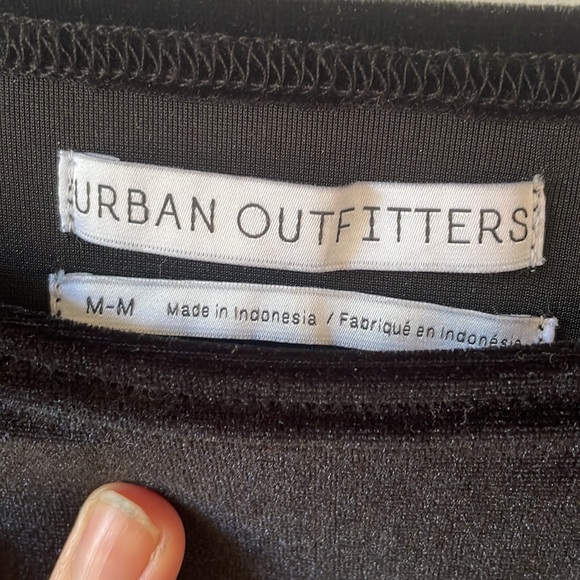 URBAN OUTFITTERS
M-M Made in Indonesia / Fabriqué en Indonésie